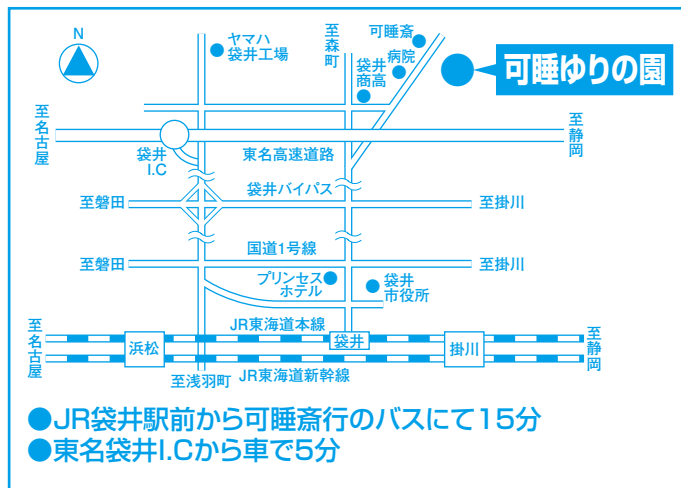 N
ヤマハ
袋井工場
至森町
可睡斎
病院
袋井
商高
可睡ゆりの園
至名古屋
至静岡
袋井
I.C
東名高速道路
袋井バイパス
至磐田
至掛川
国道1号線
至磐田
至掛川
プリンセス
ホテル
袋井
市役所
JR東海道本線
至名古屋
浜松
袋井
掛川
至静岡
至浅羽町
JR東海道新幹線
●JR袋井駅前から可睡斎行のバスにて15分
●東名袋井I.Cから車で5分